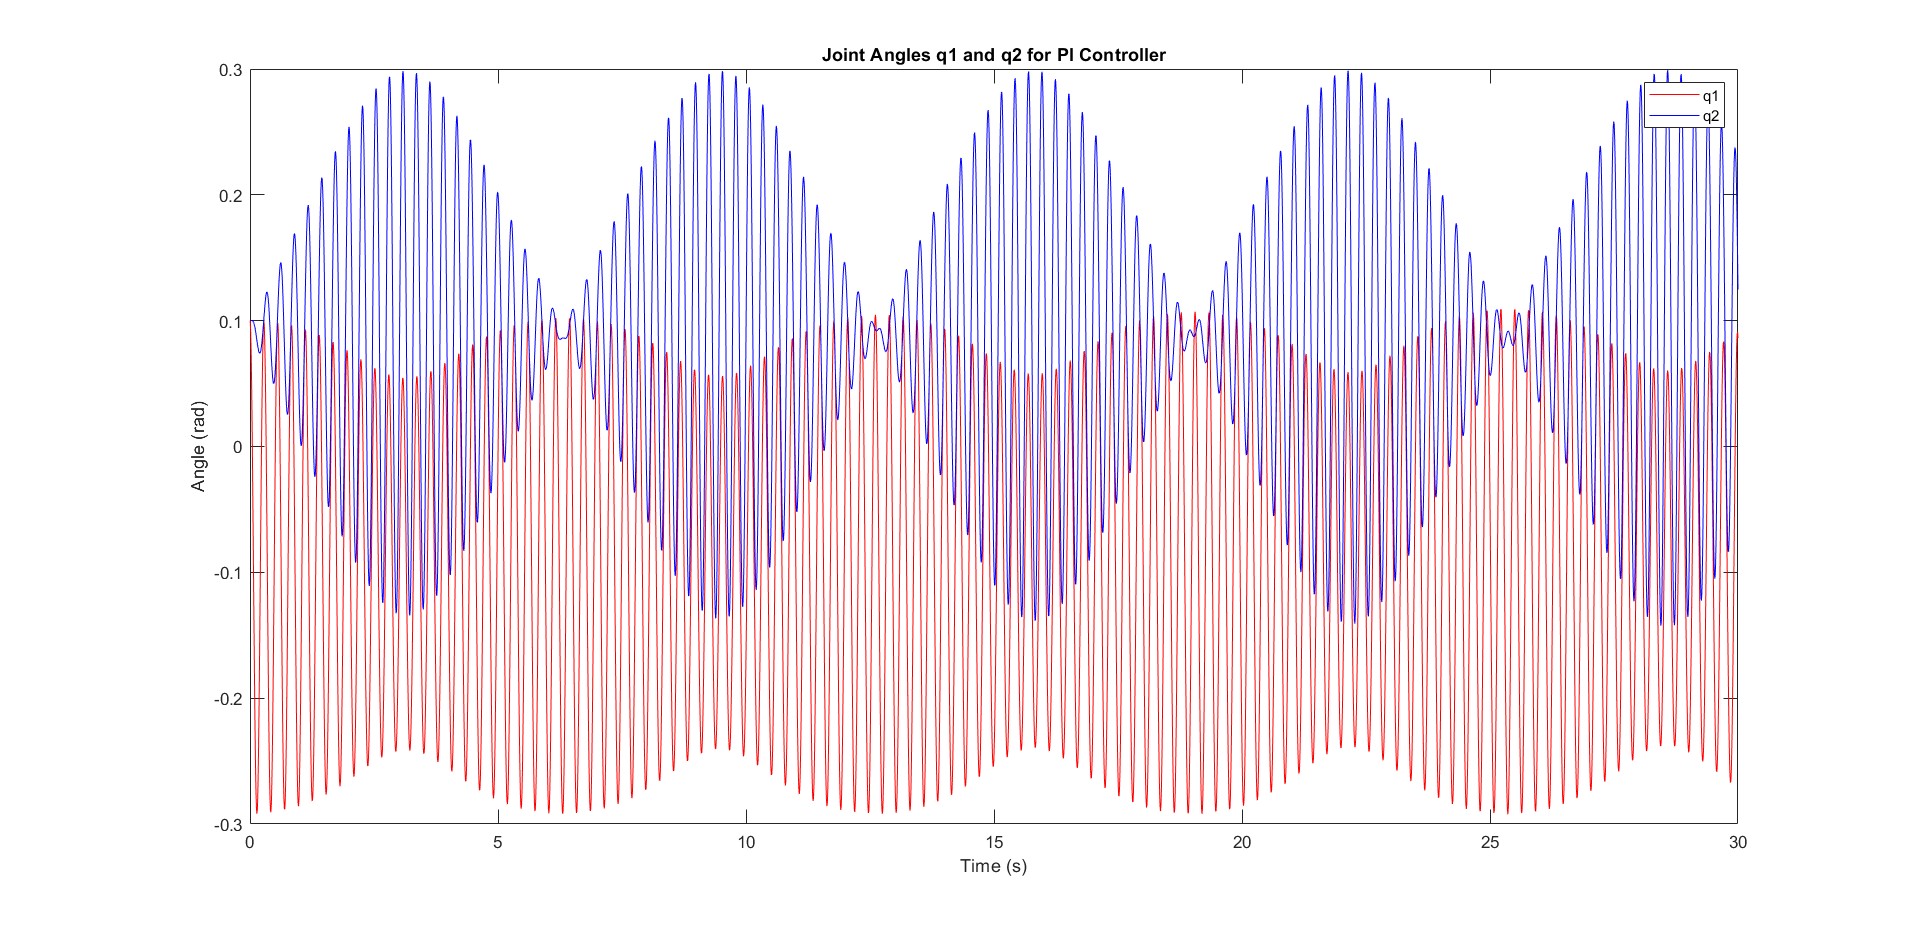 Joint Angles q1 and q2 for PI Controller
0.3
0.2
0.1
0
-0.1
-0.2
-0.3
Angle (rad)
q1
q2
0 5 10 15 20 25 30
Time (s)